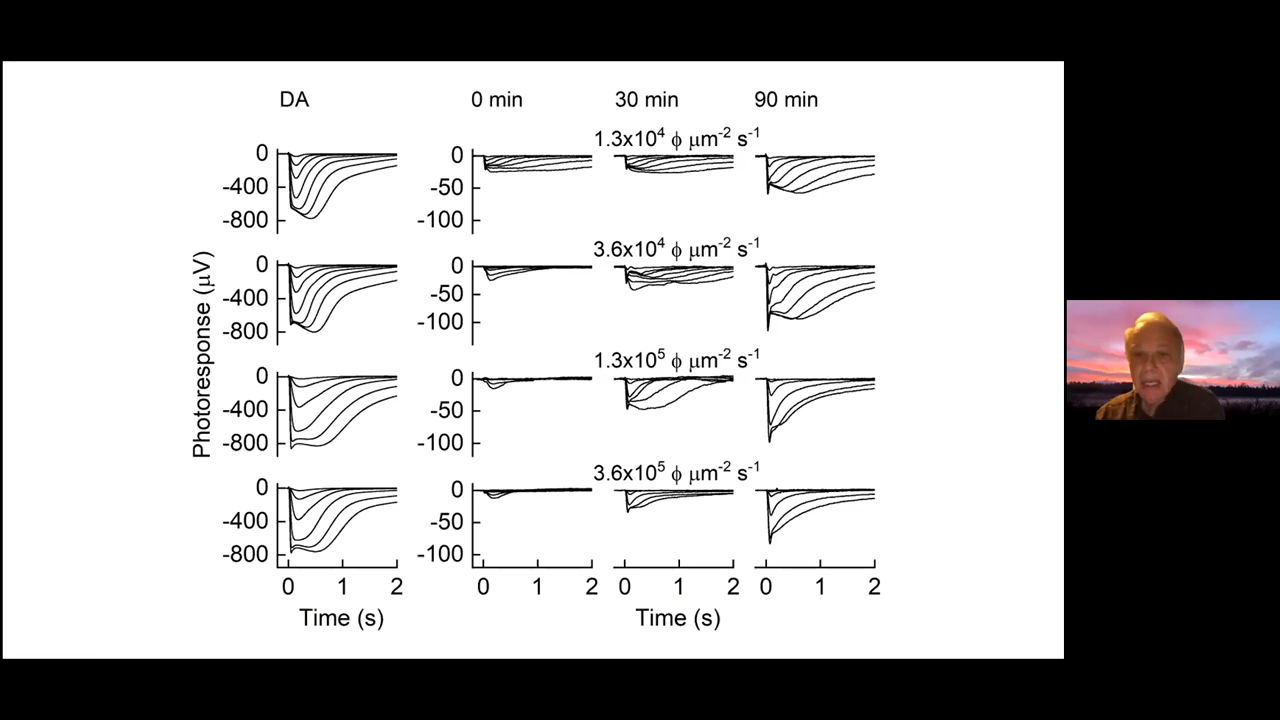 DA 0 min 30 min 90 min
1.3x10⁴ ϕ μm⁻² s⁻¹
0 -400 -800
0 -50 -100
3.6x10⁴ ϕ μm⁻² s⁻¹
0 -400 -800
0 -50 -100
Photoresponse (μV)
1.3x10⁵ ϕ μm⁻² s⁻¹
0 -400 -800
0 -50 -100
3.6x10⁵ ϕ μm⁻² s⁻¹
0 -400 -800
0 -50 -100
0 1 2 0 1 2 0 1 2 0 1 2
Time (s) Time (s)